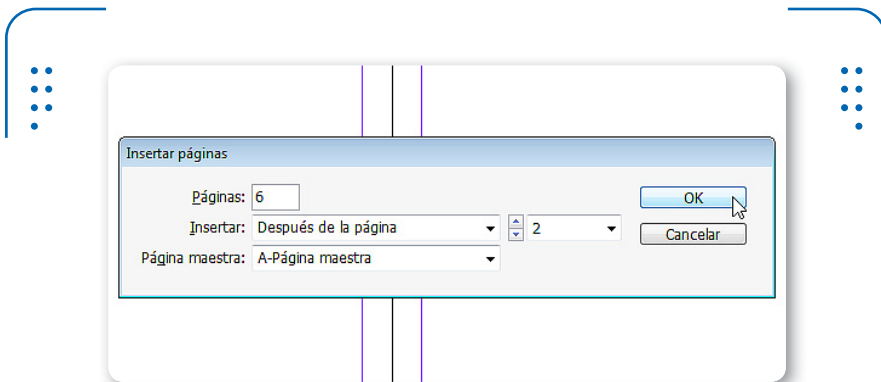 Insertar páginas
Páginas: 6
OK
Insertar: Después de la página 2
Cancelar
Página maestra: A-Página maestra